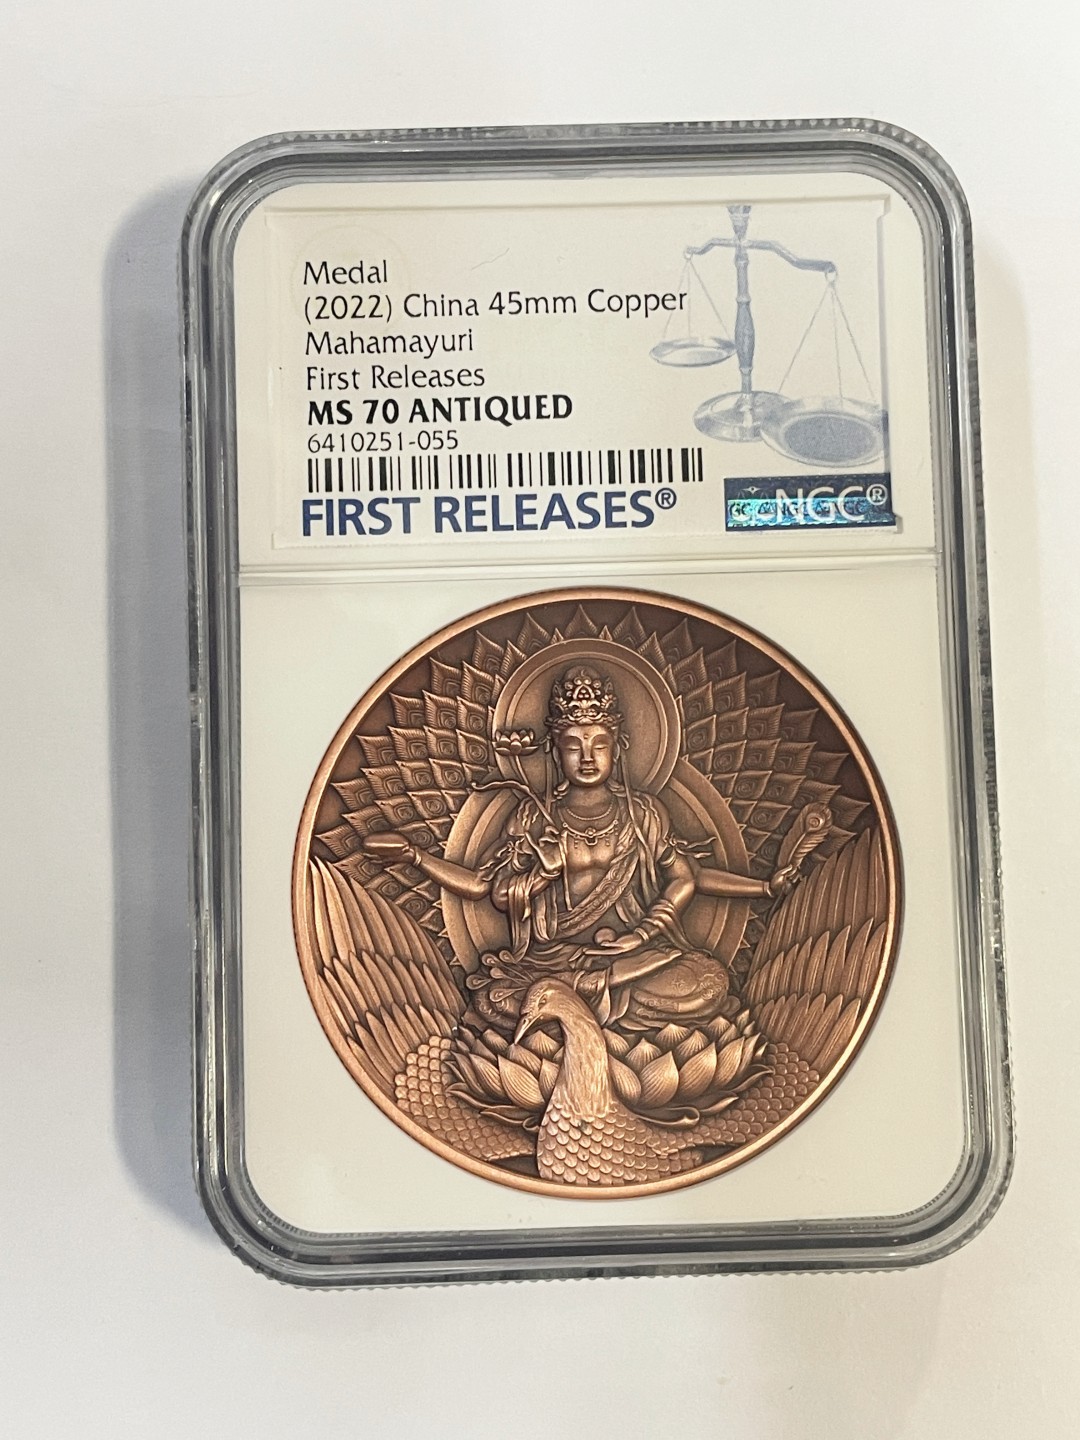 Medal
(2022) China 45mm Copper
Mahamayuri
First Releases
MS 70 ANTIQUED
6410251-055
FIRST RELEASES®
NGC®